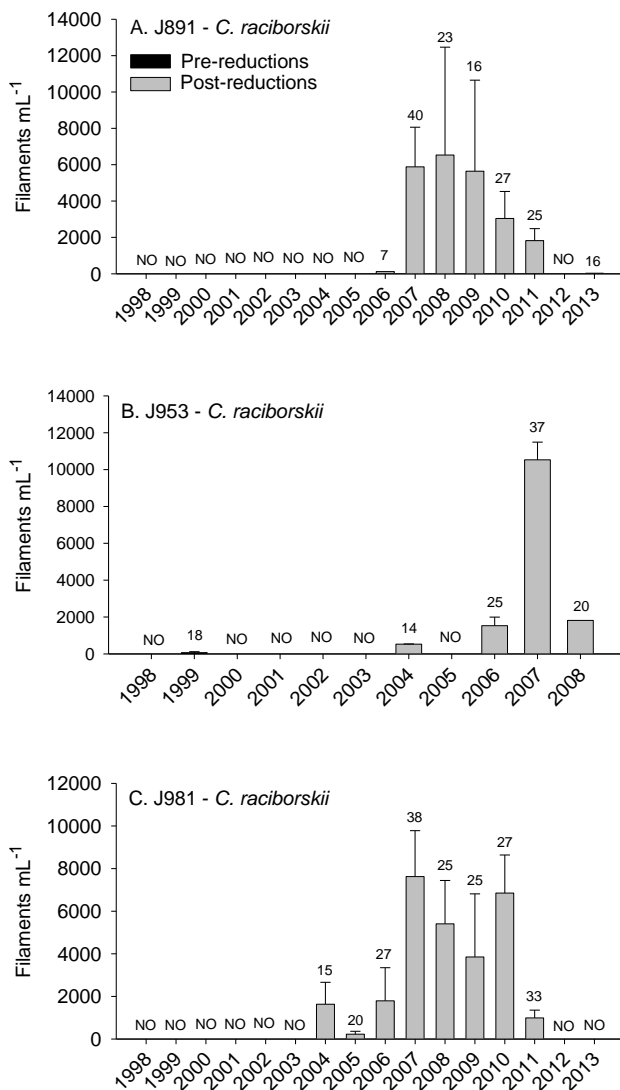 A. J891 - C. raciborskii
Pre-reductions
Post-reductions
Filaments mL-1
14000
12000
10000
8000
6000
4000
2000
0
NO NO NO NO NO NO NO NO 7 40 23 16 27 25 NO 16
1998 1999 2000 2001 2002 2003 2004 2005 2006 2007 2008 2009 2010 2011 2012 2013
B. J953 - C. raciborskii
Filaments mL-1
14000
12000
10000
8000
6000
4000
2000
0
NO 18 NO NO NO NO 14 NO 25 37 20
1998 1999 2000 2001 2002 2003 2004 2005 2006 2007 2008
C. J981 - C. raciborskii
Filaments mL-1
12000
10000
8000
6000
4000
2000
0
NO NO NO NO NO NO 15 20 27 38 25 25 27 33 NO NO
1998 1999 2000 2001 2002 2003 2004 2005 2006 2007 2008 2009 2010 2011 2012 2013